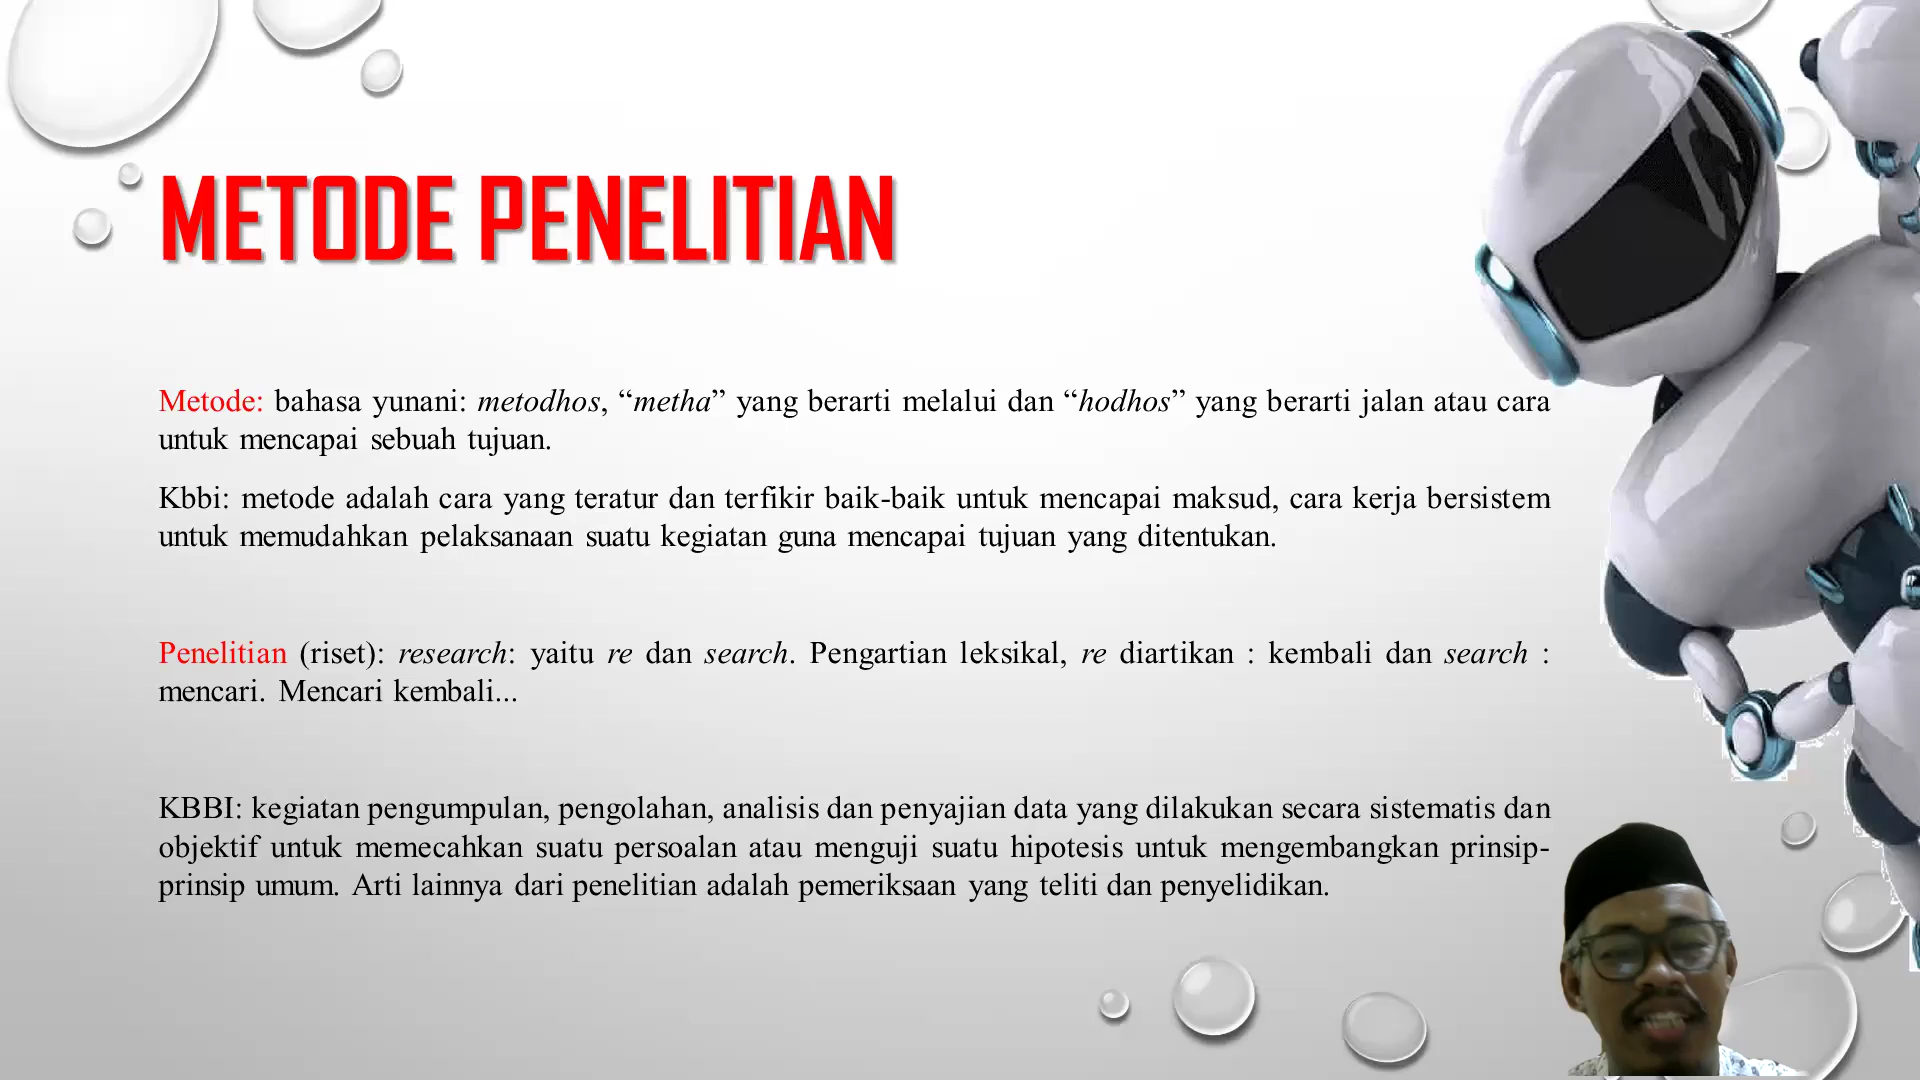 METODE PENELITIAN
Metode: bahasa yunani: metodhos, “metha” yang berarti melalui dan “hodhos” yang berarti jalan atau cara
untuk mencapai sebuah tujuan.
Kbbi: metode adalah cara yang teratur dan terfikir baik-baik untuk mencapai maksud, cara kerja bersistem
untuk memudahkan pelaksanaan suatu kegiatan guna mencapai tujuan yang ditentukan.
Penelitian (riset): research: yaitu re dan search. Pengartian leksikal, re diartikan : kembali dan search :
mencari. Mencari kembali...
KBBI: kegiatan pengumpulan, pengolahan, analisis dan penyajian data yang dilakukan secara sistematis dan
objektif untuk memecahkan suatu persoalan atau menguji suatu hipotesis untuk mengembangkan prinsip-
prinsip umum. Arti lainnya dari penelitian adalah pemeriksaan yang teliti dan penyelidikan.